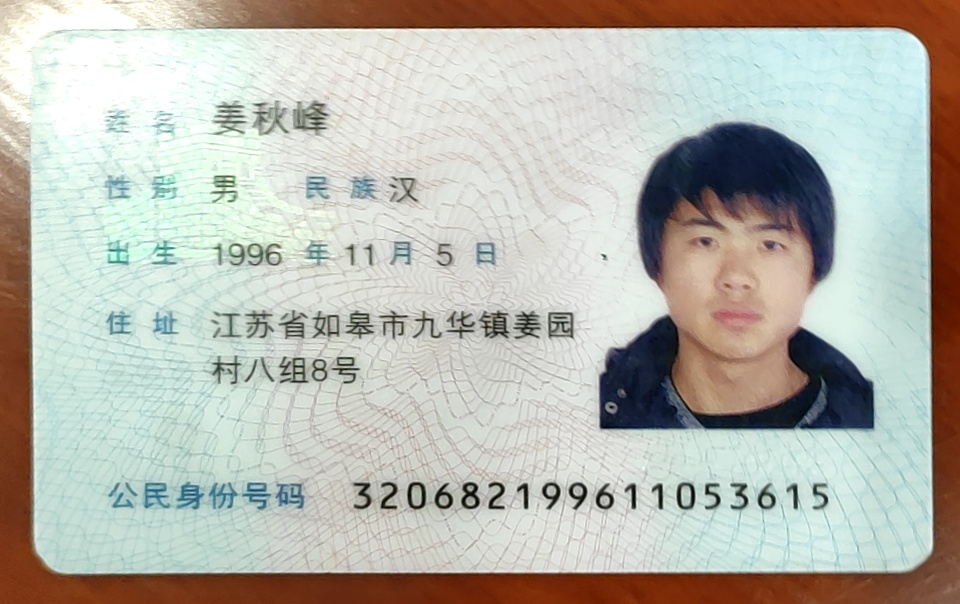 姓名 姜秋峰
性别 男 民族 汉
出生 1996 年 11 月 5 日
住址 江苏省如皋市九华镇姜园
村八组8号
公民身份号码 320682199611053615